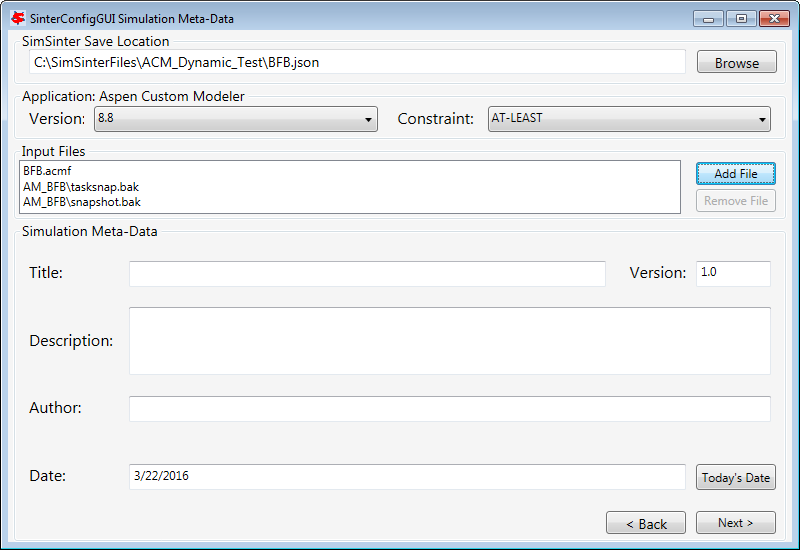 SinterConfigGUI Simulation Meta-Data
SimSinter Save Location
C:\SimSinterFiles\ACM_Dynamic_Test\BFB.json
Browse
Application: Aspen Custom Modeler
Version: 8.8 Constraint: AT-LEAST
Input Files
BFB.acmf
AM_BFB\tasksnap.bak
AM_BFB\snapshot.bak
Add File
Remove File
Simulation Meta-Data
Title: Version: 1.0
Description:
Author:
Date: 3/22/2016 Today's Date
< Back Next >